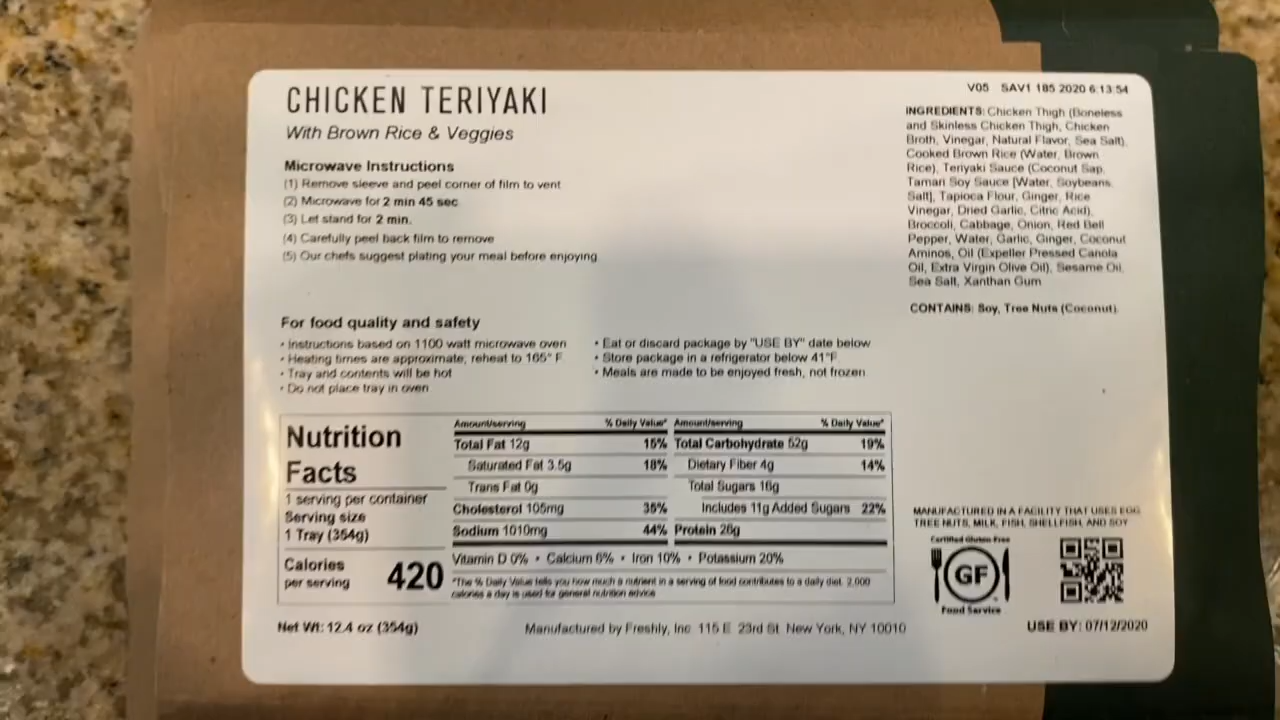 CHICKEN TERIYAKI
With Brown Rice & Veggies
Microwave Instructions
(1) Remove sleeve and peel corner of film to vent
(2) Microwave for 2 min 45 sec
(3) Let stand for 2 min.
(4) Carefully peel back film to remove
(5) Our chefs suggest plating your meal before enjoying
V05 SAV1 185 2020 6:13:54
INGREDIENTS: Chicken Thigh (Boneless
and Skinless Chicken Thigh, Chicken
Broth, Vinegar, Natural Flavor, Sea Salt),
Cooked Brown Rice (Water, Brown
Rice), Teriyaki Sauce (Coconut Sap,
Tamari Soy Sauce [Water, Soybeans,
Salt], Tapioca Flour, Ginger, Rice
Vinegar, Dried Garlic, Citric Acid),
Broccoli, Cabbage, Onion, Red Bell
Pepper, Water, Garlic, Ginger, Coconut
Aminos, Oil (Expeller Pressed Canola
Oil, Extra Virgin Olive Oil), Sesame Oil,
Sea Salt, Xanthan Gum
CONTAINS: Soy, Tree Nuts (Coconut).
For food quality and safety
• Instructions based on 1100 watt microwave oven
• Heating times are approximate; reheat to 165° F
• Tray and contents will be hot
• Do not place tray in oven
• Eat or discard package by "USE BY" date below
• Store package in a refrigerator below 41°F
• Meals are made to be enjoyed fresh, not frozen
Nutrition
Facts
1 serving per container
Serving size
1 Tray (354g)
Calories
per serving
420
Amount/serving % Daily Value*
Total Fat 12g 15%
Saturated Fat 3.5g 18%
Trans Fat 0g
Cholesterol 105mg 35%
Sodium 1010mg 44%
Amount/serving % Daily Value*
Total Carbohydrate 52g 19%
Dietary Fiber 4g 14%
Total Sugars 16g
Includes 11g Added Sugars 22%
Protein 26g
Vitamin D 0% • Calcium 6% • Iron 10% • Potassium 20%
*The % Daily Value tells you how much a nutrient in a serving of food contributes to a daily diet. 2,000
calories a day is used for general nutrition advice
MANUFACTURED IN A FACILITY THAT USES EGG
TREE NUTS, MILK, FISH, SHELLFISH, AND SOY
Certified Gluten Free
GF
Food Service
Net Wt: 12.4 oz (354g)
Manufactured by Freshly, Inc 115 E 23rd St New York, NY 10010
USE BY: 07/12/2020